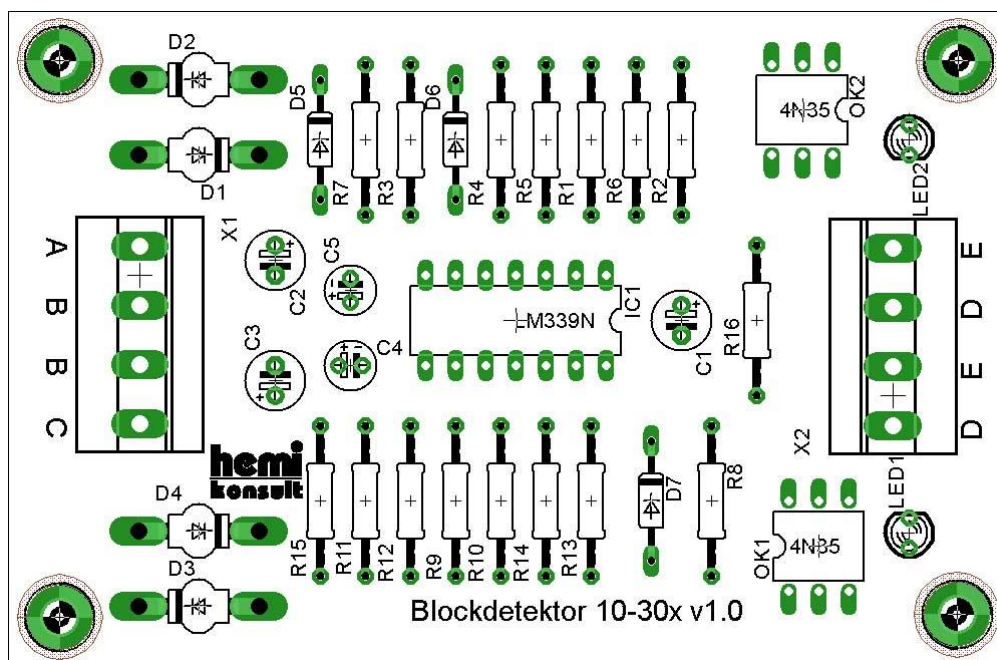 D2
D1
D5
R7
R3
D6
R4
R5
R1
R6
R2
4N35
OK2
LED2
A
B
B
C
X1
C2
C5
C3
C4
LM339N
IC1
C1
R16
E
D
E
D
X2
hemi
konsult
D4
D3
R15
R11
R12
R9
R10
R14
R13
D7
R8
OK1
4N35
LED1
Blockdetektor 10-30x v1.0